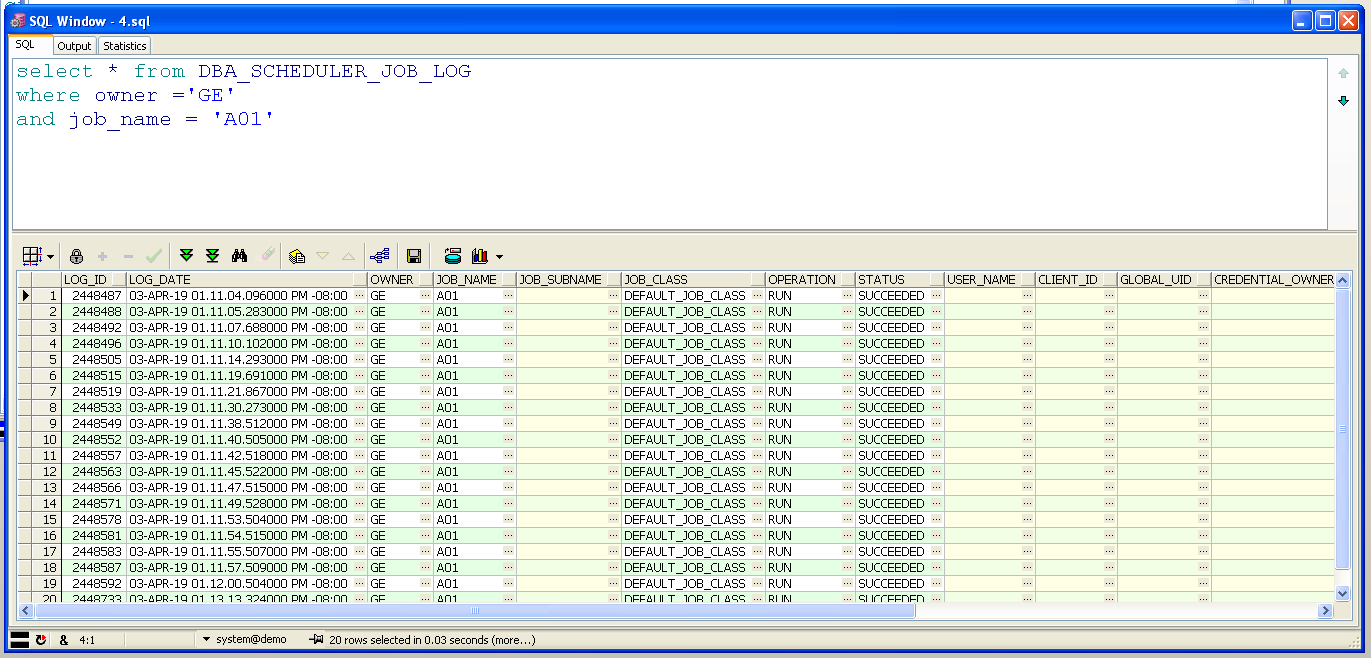 SQL Window - 4.sql
SQL Output Statistics
select * from DBA_SCHEDULER_JOB_LOG
where owner ='GE'
and job_name = 'A01'
LOG_ID LOG_DATE OWNER JOB_NAME JOB_SUBNAME JOB_CLASS OPERATION STATUS USER_NAME CLIENT_ID GLOBAL_UID CREDENTIAL_OWNER
1 2448487 03-APR-19 01.11.04.096000 PM -08:00 ... GE ... A01 ... ... DEFAULT_JOB_CLASS ... RUN ... SUCCEEDED ... ... ... ...
2 2448488 03-APR-19 01.11.05.283000 PM -08:00 ... GE ... A01 ... ... DEFAULT_JOB_CLASS ... RUN ... SUCCEEDED ... ... ... ...
3 2448492 03-APR-19 01.11.07.688000 PM -08:00 ... GE ... A01 ... ... DEFAULT_JOB_CLASS ... RUN ... SUCCEEDED ... ... ... ...
4 2448496 03-APR-19 01.11.10.102000 PM -08:00 ... GE ... A01 ... ... DEFAULT_JOB_CLASS ... RUN ... SUCCEEDED ... ... ... ...
5 2448505 03-APR-19 01.11.14.293000 PM -08:00 ... GE ... A01 ... ... DEFAULT_JOB_CLASS ... RUN ... SUCCEEDED ... ... ... ...
6 2448515 03-APR-19 01.11.19.691000 PM -08:00 ... GE ... A01 ... ... DEFAULT_JOB_CLASS ... RUN ... SUCCEEDED ... ... ... ...
7 2448519 03-APR-19 01.11.21.867000 PM -08:00 ... GE ... A01 ... ... DEFAULT_JOB_CLASS ... RUN ... SUCCEEDED ... ... ... ...
8 2448533 03-APR-19 01.11.30.273000 PM -08:00 ... GE ... A01 ... ... DEFAULT_JOB_CLASS ... RUN ... SUCCEEDED ... ... ... ...
9 2448549 03-APR-19 01.11.38.512000 PM -08:00 ... GE ... A01 ... ... DEFAULT_JOB_CLASS ... RUN ... SUCCEEDED ... ... ... ...
10 2448552 03-APR-19 01.11.40.505000 PM -08:00 ... GE ... A01 ... ... DEFAULT_JOB_CLASS ... RUN ... SUCCEEDED ... ... ... ...
11 2448557 03-APR-19 01.11.42.518000 PM -08:00 ... GE ... A01 ... ... DEFAULT_JOB_CLASS ... RUN ... SUCCEEDED ... ... ... ...
12 2448563 03-APR-19 01.11.45.522000 PM -08:00 ... GE ... A01 ... ... DEFAULT_JOB_CLASS ... RUN ... SUCCEEDED ... ... ... ...
13 2448566 03-APR-19 01.11.47.515000 PM -08:00 ... GE ... A01 ... ... DEFAULT_JOB_CLASS ... RUN ... SUCCEEDED ... ... ... ...
14 2448571 03-APR-19 01.11.49.528000 PM -08:00 ... GE ... A01 ... ... DEFAULT_JOB_CLASS ... RUN ... SUCCEEDED ... ... ... ...
15 2448578 03-APR-19 01.11.53.504000 PM -08:00 ... GE ... A01 ... ... DEFAULT_JOB_CLASS ... RUN ... SUCCEEDED ... ... ... ...
16 2448581 03-APR-19 01.11.54.515000 PM -08:00 ... GE ... A01 ... ... DEFAULT_JOB_CLASS ... RUN ... SUCCEEDED ... ... ... ...
17 2448583 03-APR-19 01.11.55.507000 PM -08:00 ... GE ... A01 ... ... DEFAULT_JOB_CLASS ... RUN ... SUCCEEDED ... ... ... ...
18 2448587 03-APR-19 01.11.57.509000 PM -08:00 ... GE ... A01 ... ... DEFAULT_JOB_CLASS ... RUN ... SUCCEEDED ... ... ... ...
19 2448592 03-APR-19 01.12.00.504000 PM -08:00 ... GE ... A01 ... ... DEFAULT_JOB_CLASS ... RUN ... SUCCEEDED ... ... ... ...
20 2448733 03-APR-19 01.13.13.324000 PM -08:00 ... GE ... A01 ... ... DEFAULT_JOB_CLASS ... RUN ... SUCCEEDED ... ... ... ...
& 4:1 system@demo 20 rows selected in 0.03 seconds (more...)